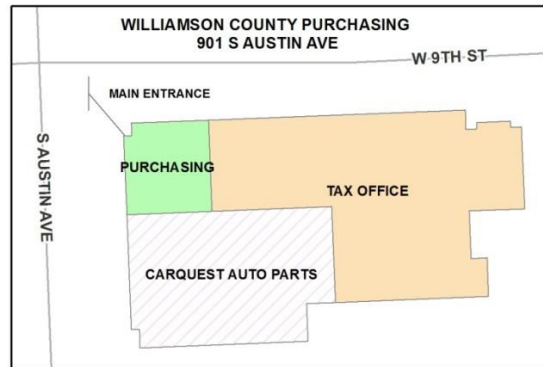 WILLIAMSON COUNTY PURCHASING
901 S AUSTIN AVE
W 9TH ST
MAIN ENTRANCE
S AUSTIN AVE
PURCHASING
TAX OFFICE
CARQUEST AUTO PARTS